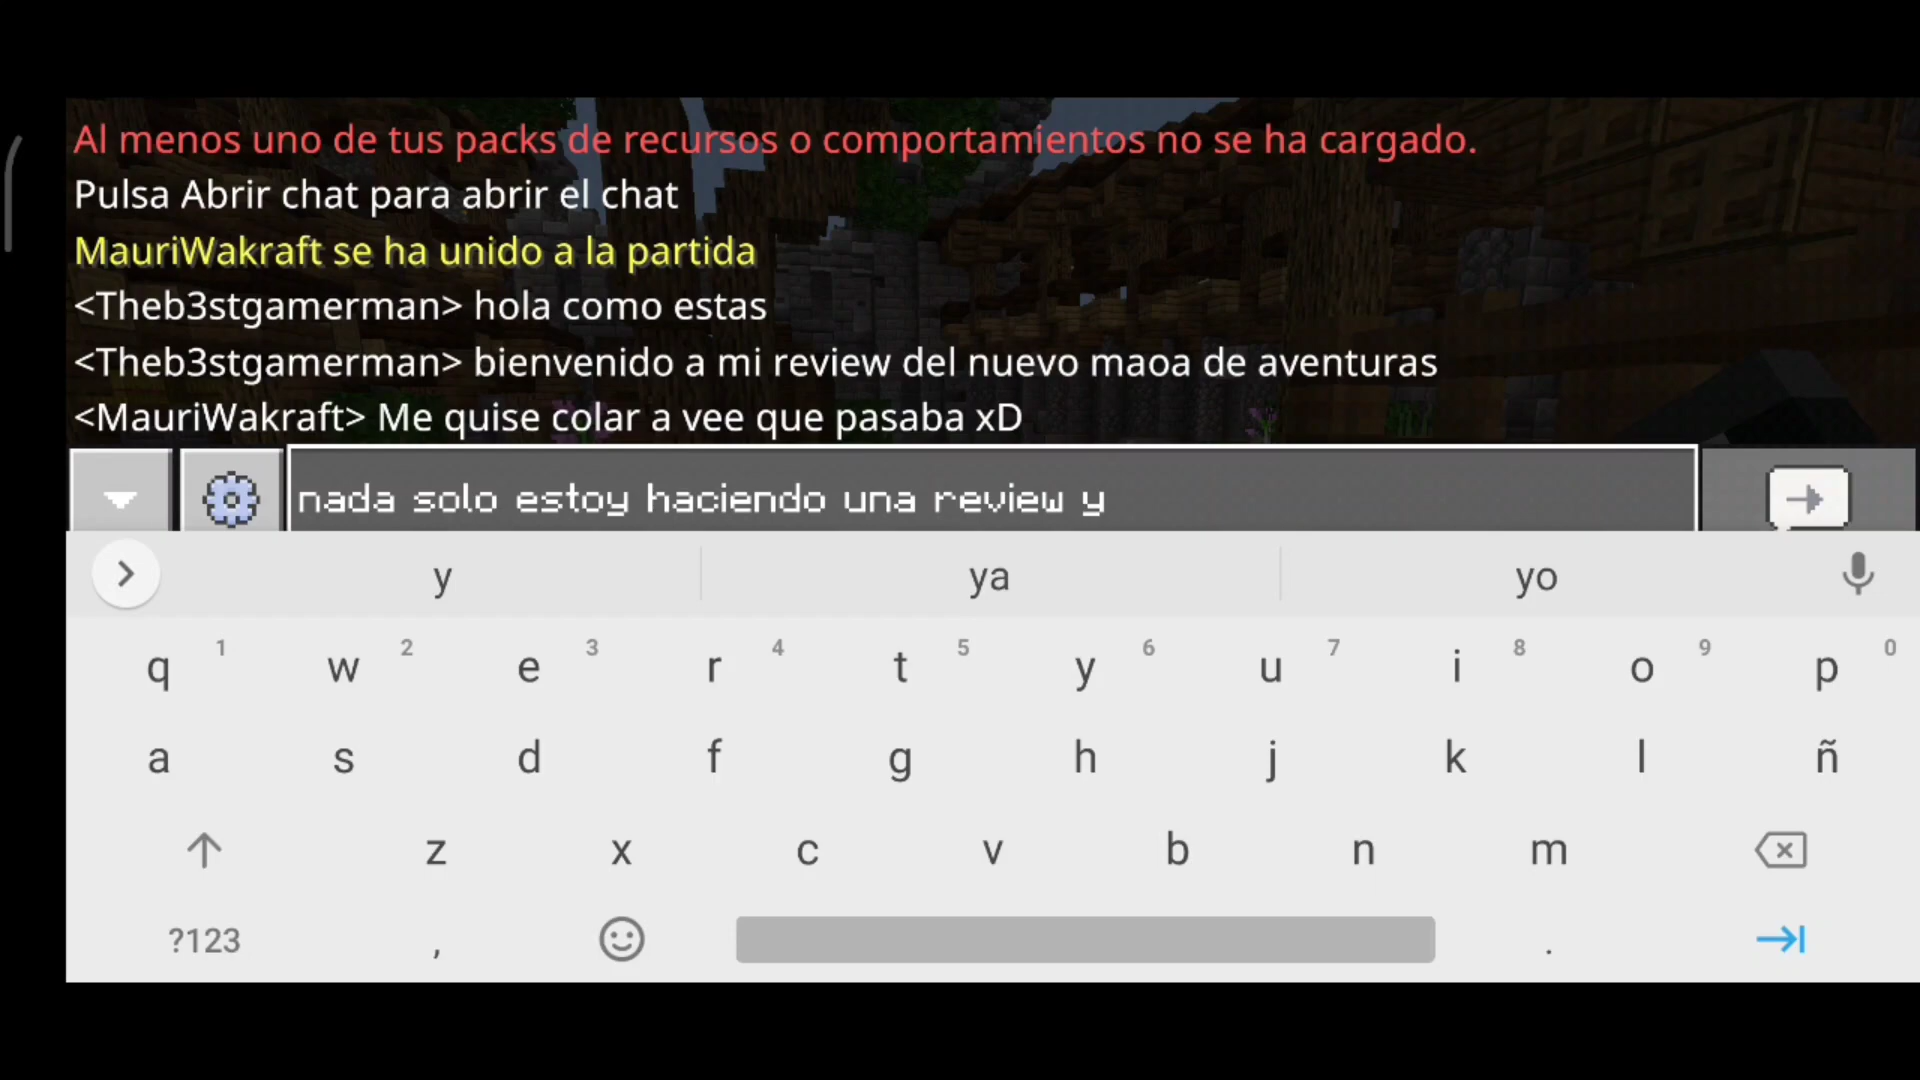 Al menos uno de tus packs de recursos o comportamientos no se ha cargado.
Pulsa Abrir chat para abrir el chat
MauriWakraft se ha unido a la partida
<Theb3stgamerman> hola como estas
<Theb3stgamerman> bienvenido a mi review del nuevo maoa de aventuras
<MauriWakraft> Me quise colar a vee que pasaba xD
nada solo estoy haciendo una review y
y ya yo
q 1 w 2 e 3 r 4 t 5 y 6 u 7 i 8 o 9 p 0
a s d f g h j k l ñ
z x c v b n m
?123 , .